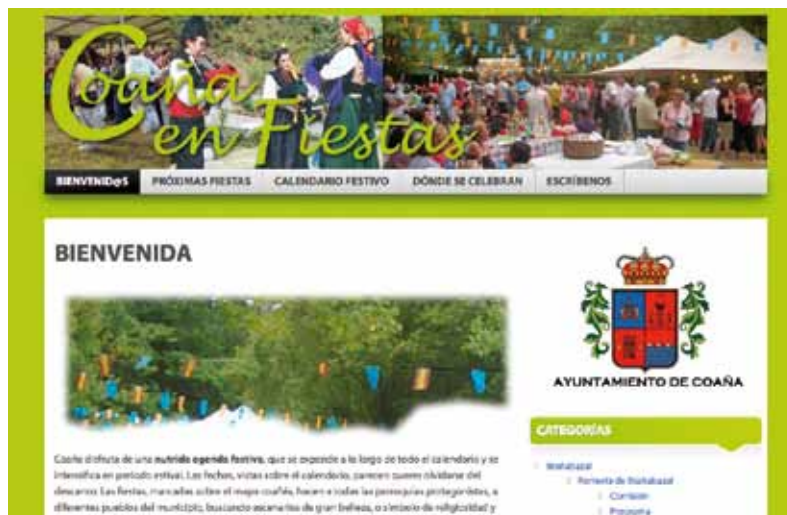 Coaña
en Fiestas
BIENVENID@S PRÓXIMAS FIESTAS CALENDARIO FESTIVO DÓNDE SE CELEBRAN ESCRÍBENOS
BIENVENIDA
AYUNTAMIENTO DE COAÑA
CATEGORÍAS
Coaña disfruta de una nutrida agenda festiva, que se expande a lo largo de todo el calendario y se
intensifica en periodo estival. Las fechas, vistas sobre el calendario, parecen querer olvidarse del
descanso. Las fiestas, marcadas sobre el mapa coañés, hacen a todas las parroquias protagonistas, a
diferentes pueblos del municipio, buscando escenarios de gran belleza, o símbolo de religiosidad y